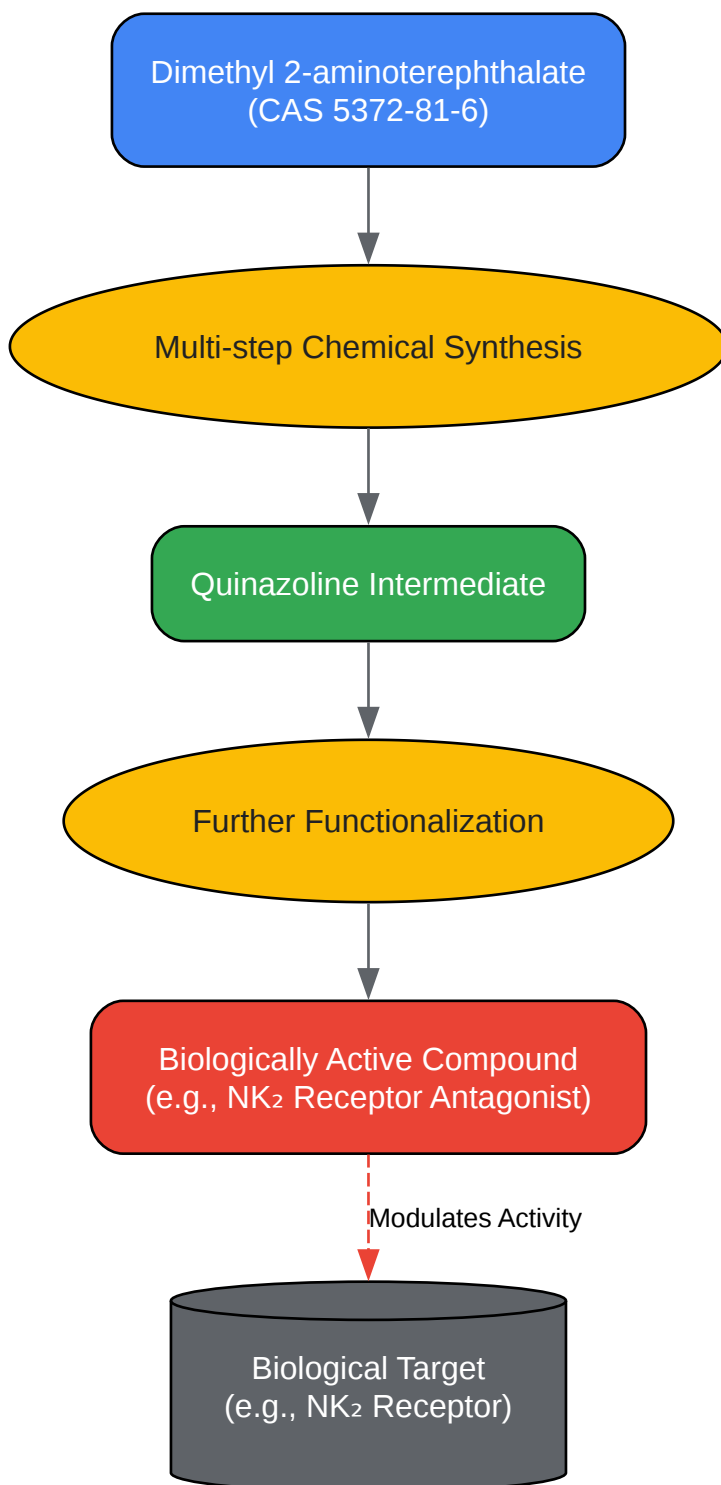 Dimethyl 2-aminoterephthalate
(CAS 5372-81-6)
Multi-step Chemical Synthesis
Quinazoline Intermediate
Further Functionalization
Biologically Active Compound
(e.g., NK₂ Receptor Antagonist)
Modulates Activity
Biological Target
(e.g., NK₂ Receptor)